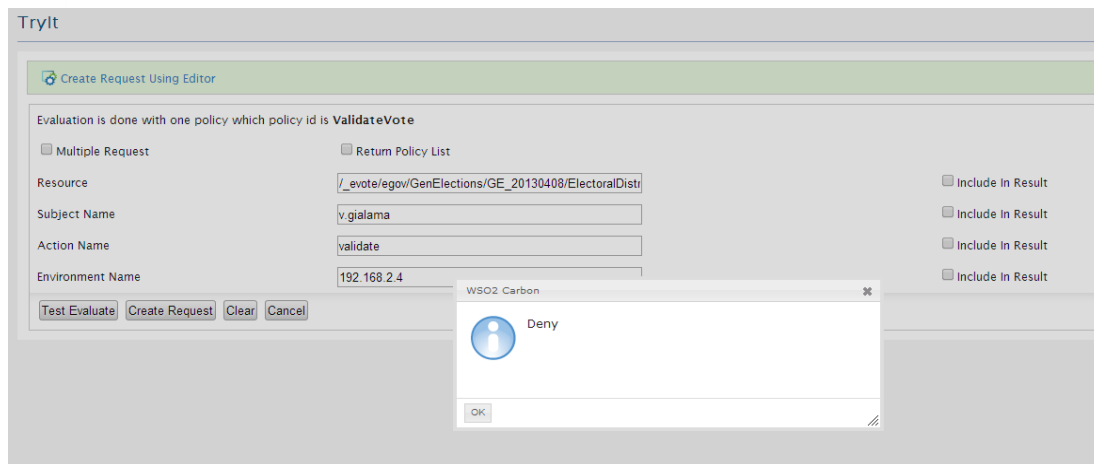 TryIt
Create Request Using Editor
Evaluation is done with one policy which policy id is ValidateVote
Multiple Request Return Policy List
Resource /_evote/egov/GenElections/GE_20130408/ElectoralDistr Include In Result
Subject Name v.gialama Include In Result
Action Name validate Include In Result
Environment Name 192.168.2.4 Include In Result
WSO2 Carbon
Test Evaluate Create Request Clear Cancel
Deny
OK